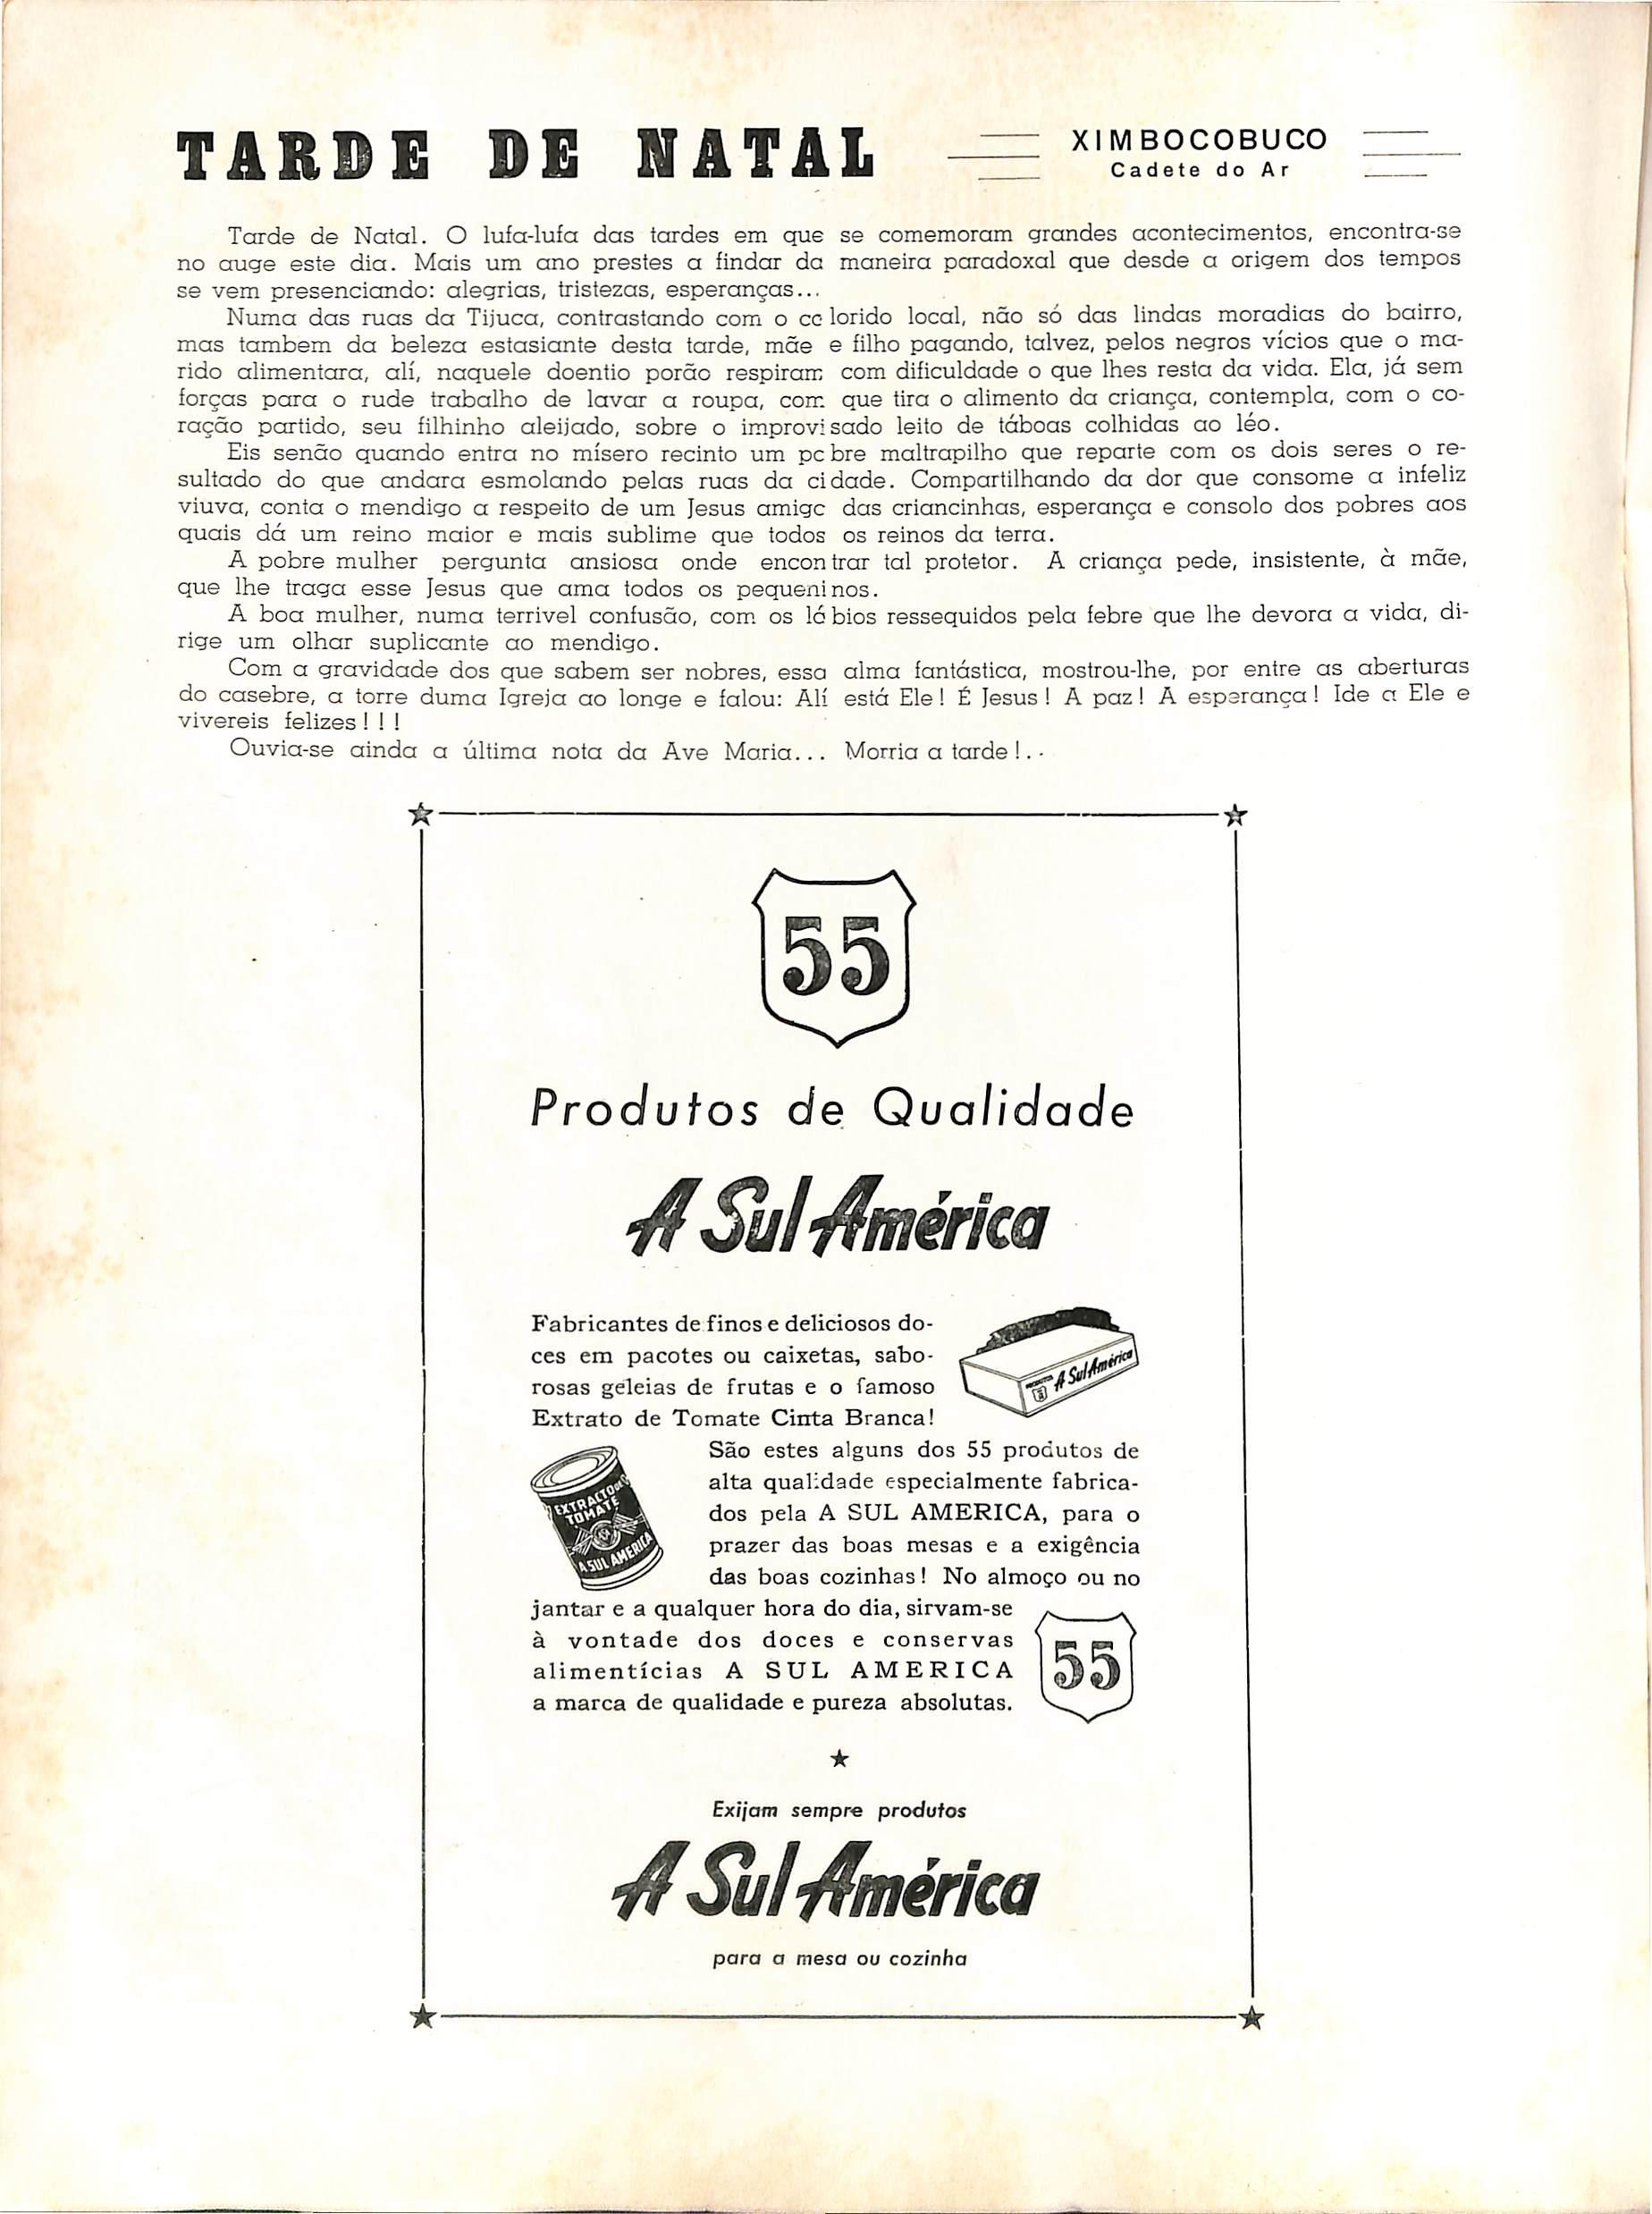 TARDE DE NATAL
XIMBOCOBUCO
Cadete do Ar
Tarde de Natal. O lufa-lufa das tardes em que se comemoram grandes acontecimentos, encontra-se
no auge este dia. Mais um ano prestes a findar da maneira paradoxal que desde a origem dos tempos
se vem presenciando: alegrias, tristezas, esperanças...
Numa das ruas da Tijuca, contrastando com o colorido local, não só das lindas moradias do bairro,
mas tambem da beleza estasiante desta tarde, mãe e filho pagando, talvez, pelos negros vícios que o ma-
rido alimentara, alí, naquele doentio porão respiram com dificuldade o que lhes resta da vida. Ela, já sem
forças para o rude trabalho de lavar a roupa, com que tira o alimento da criança, contempla, com o co-
ração partido, seu filhinho aleijado, sobre o improvisado leito de táboas colhidas ao léo.
Eis senão quando entra no mísero recinto um pobre maltrapilho que reparte com os dois seres o re-
sultado do que andara esmolando pelas ruas da cidade. Compartilhando da dor que consome a infeliz
viuva, conta o mendigo a respeito de um Jesus amigo das criancinhas, esperança e consolo dos pobres aos
quais dá um reino maior e mais sublime que todos os reinos da terra.
A pobre mulher pergunta ansiosa onde encontrar tal protetor. A criança pede, insistente, à mãe,
que lhe traga esse Jesus que ama todos os pequeninos.
A boa mulher, numa terrivel confusão, com os lábios ressequidos pela febre que lhe devora a vida, di-
rige um olhar suplicante ao mendigo.
Com a gravidade dos que sabem ser nobres, essa alma fantástica, mostrou-lhe, por entre as aberturas
do casebre, a torre duma Igreja ao longe e falou: Alí está Ele! É Jesus! A paz! A esperança! Ide a Ele e
vivereis felizes!!!
Ouvia-se ainda a última nota da Ave Maria... Morria a tarde!..
55
Produtos de Qualidade
A Sul América
Fabricantes de finos e deliciosos do-
ces em pacotes ou caixetas, sabo-
rosas geleias de frutas e o famoso
Extrato de Tomate Cinta Branca!
PRODUTOS A Sul América
São estes alguns dos 55 produtos de
alta qualidade especialmente fabrica-
dos pela A SUL AMERICA, para o
prazer das boas mesas e a exigência
das boas cozinhas! No almoço ou no
EXTRACTO DE
TOMATE
A SUL AMERICA
jantar e a qualquer hora do dia, sirvam-se
à vontade dos doces e conservas
alimentícias A SUL AMERICA
a marca de qualidade e pureza absolutas.
55
Exijam sempre produtos
A Sul América
para a mesa ou cozinha